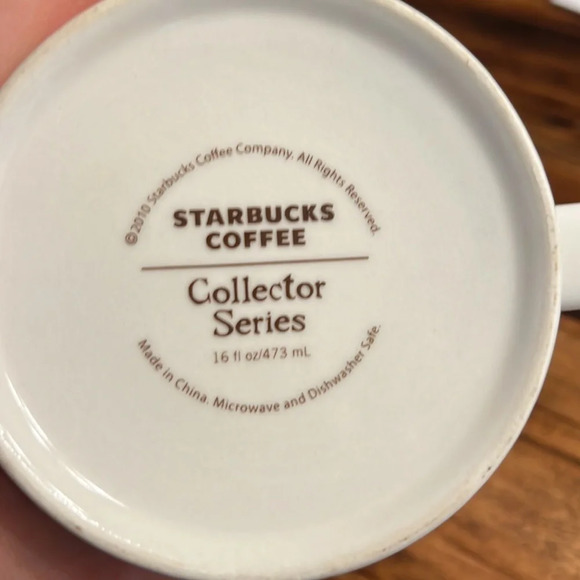 ©2010 Starbucks Coffee Company. All Rights Reserved.
STARBUCKS
COFFEE
Collector
Series
16 fl oz/473 mL
Made in China. Microwave and Dishwasher Safe.